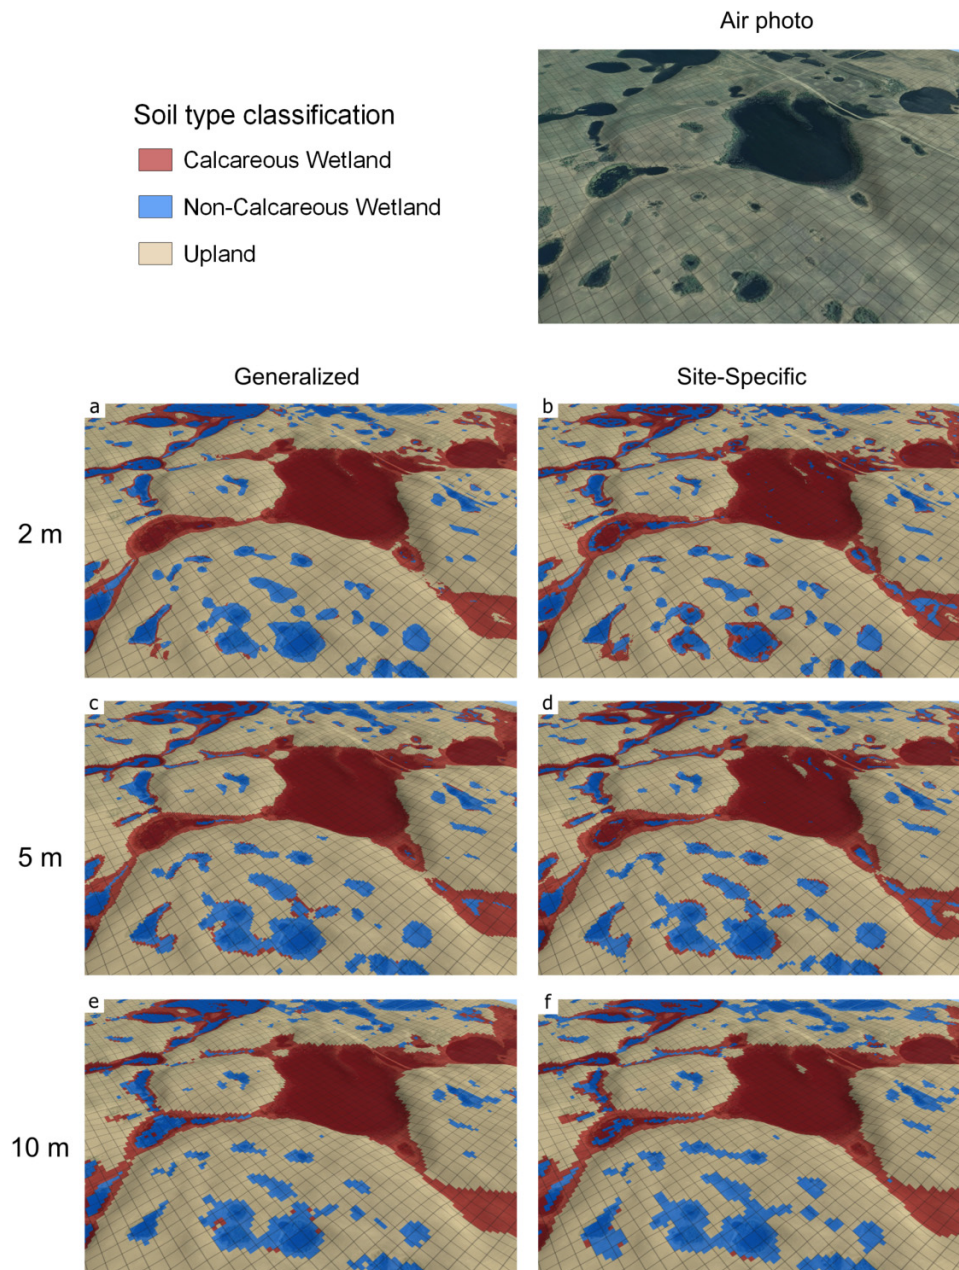 Air photo
Soil type classification
Calcareous Wetland
Non-Calcareous Wetland
Upland
Generalized
Site-Specific
a
b
2 m
c
d
5 m
e
f
10 m